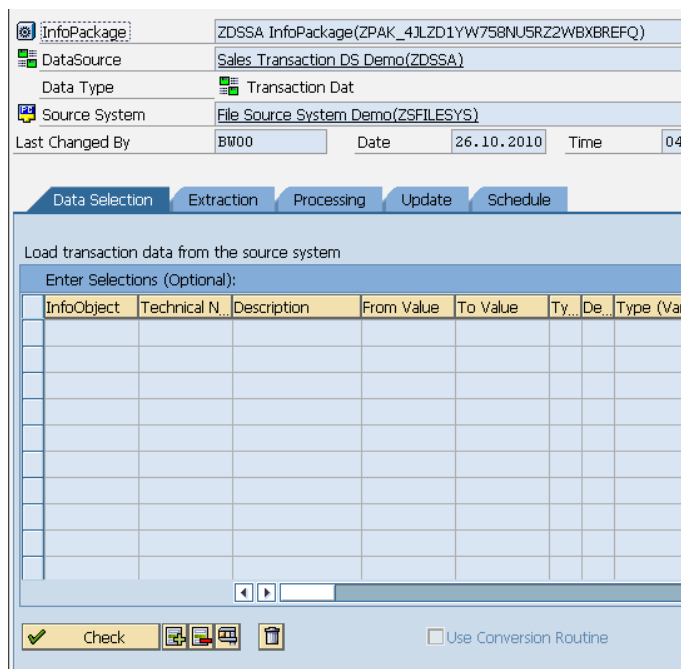 InfoPackage ZDSSA InfoPackage(ZPAK_4JLZD1YW758NU5RZ2WBXBREFQ)
DataSource Sales Transaction DS Demo(ZDSSA)
Data Type Transaction Dat
Source System File Source System Demo(ZSFILESYS)
Last Changed By BW00 Date 26.10.2010 Time 04
Data Selection Extraction Processing Update Schedule
Load transaction data from the source system
Enter Selections (Optional):
InfoObject Technical N... Description From Value To Value Ty... De... Type (Var
Check Use Conversion Routine